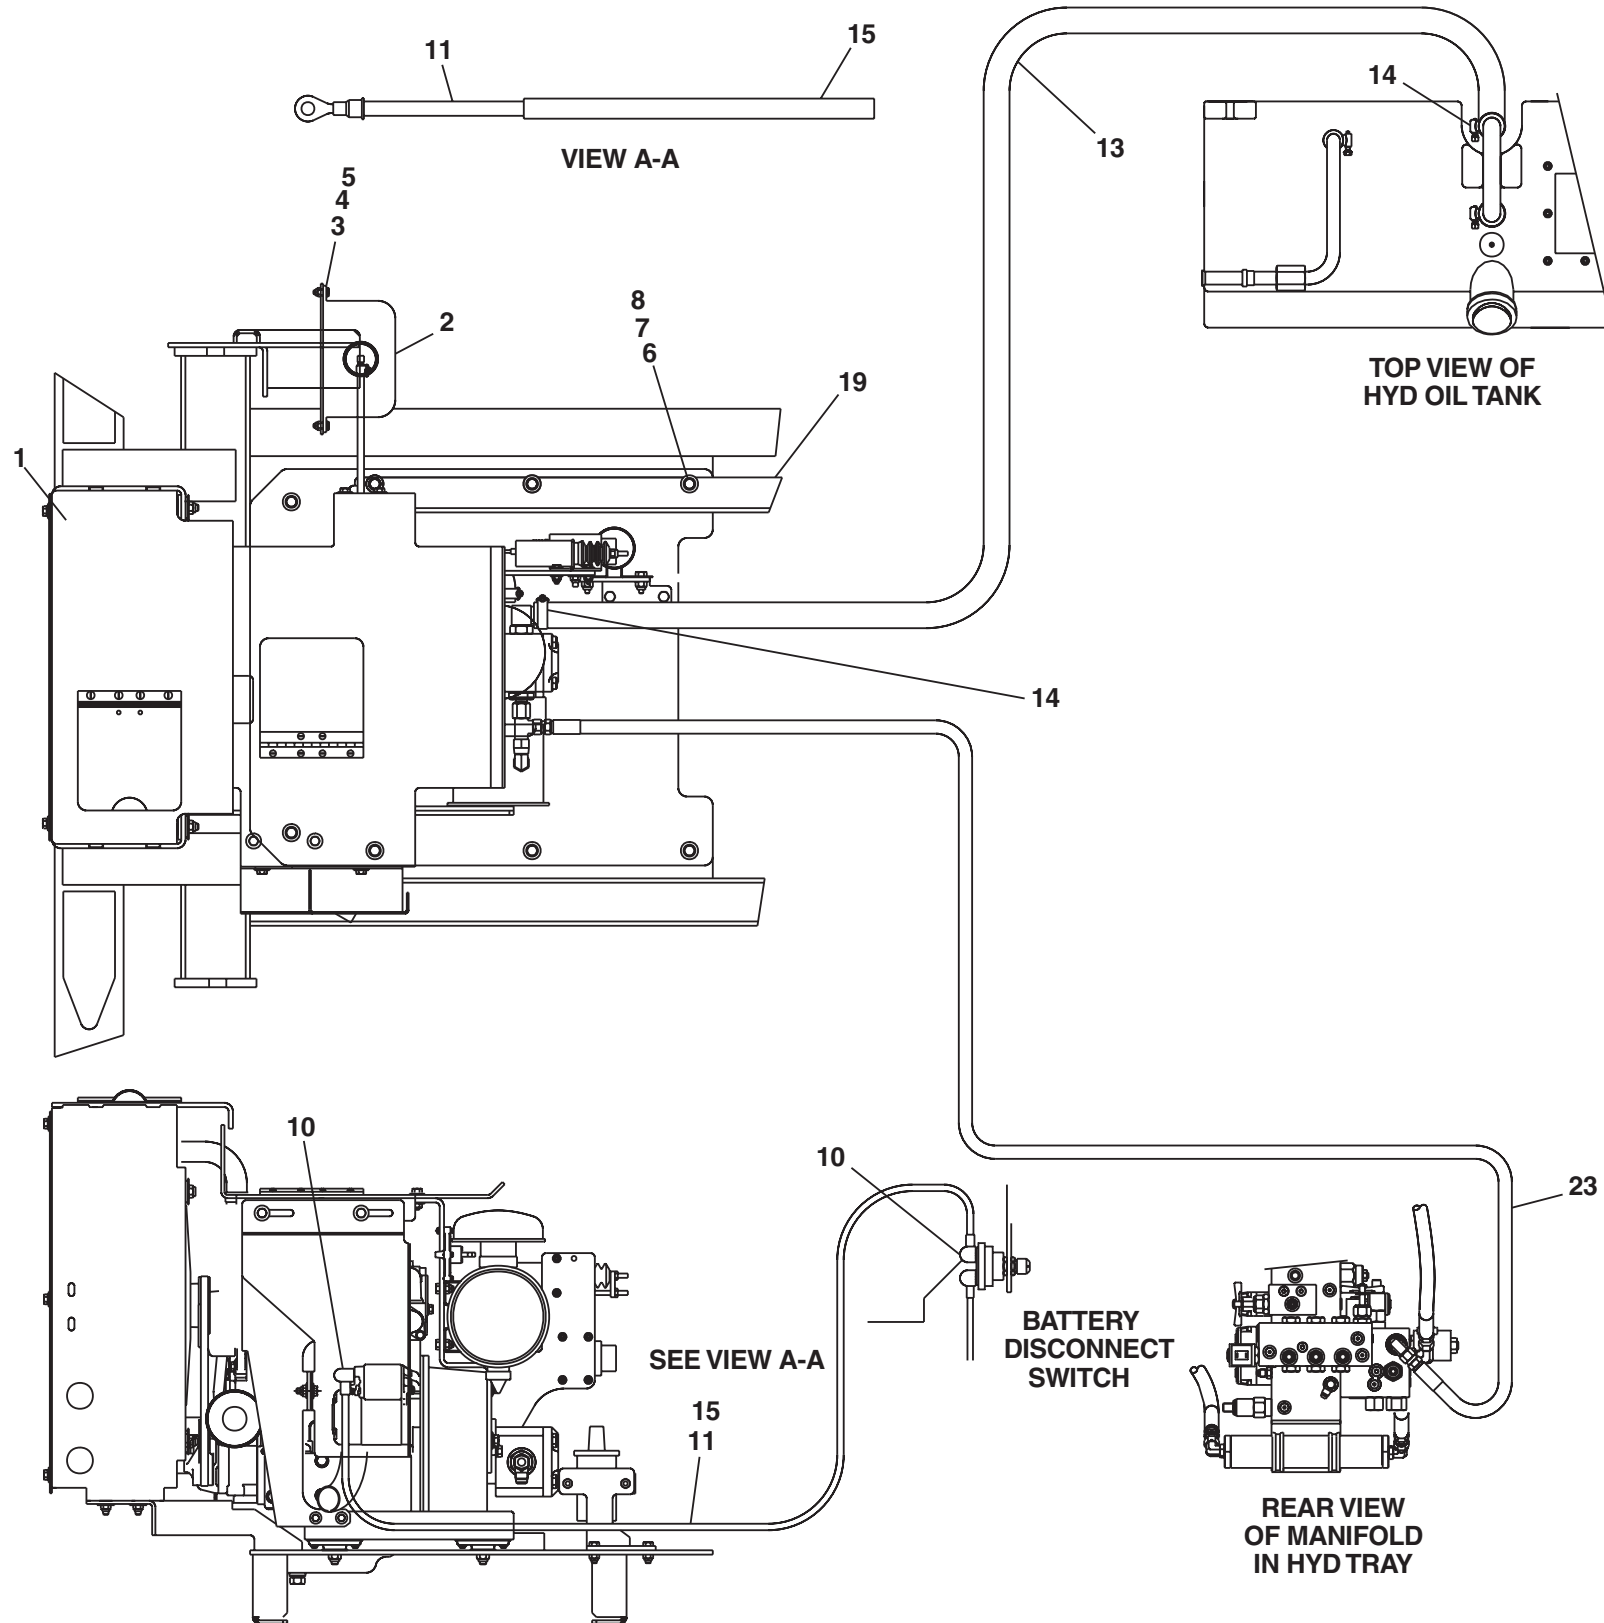 15
11
14
13
VIEW A-A
5
4
3
8
7
6
2
19
TOP VIEW OF
HYD OIL TANK
1
14
10
10
23
BATTERY
DISCONNECT
SWITCH
SEE VIEW A-A
15
11
REAR VIEW
OF MANIFOLD
IN HYD TRAY